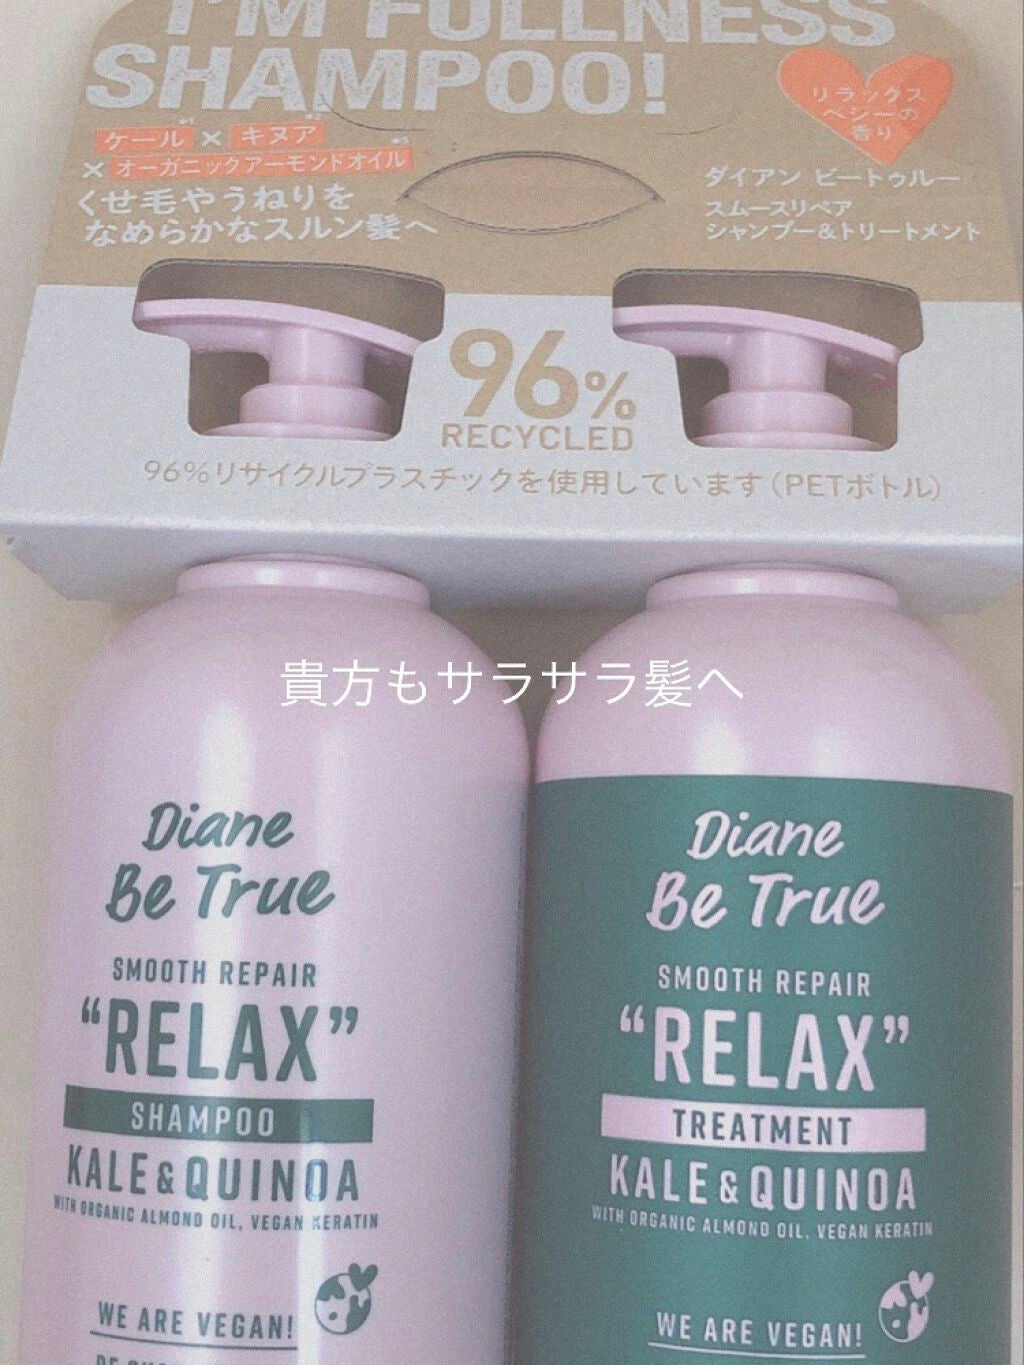 I'M FULLNESS
SHAMPOO!
リラックス
ベジーの
香り
ケール※1 × キヌア※2
× オーガニックアーモンドオイル※3
くせ毛やうねりを
なめらかなスルン髪へ
ダイアン ビートゥルー
スムースリペア
シャンプー&トリートメント
96%
RECYCLED
96%リサイクルプラスチックを使用しています(PETボトル)
貴方もサラサラ髪へ
Diane
Be True
SMOOTH REPAIR
“RELAX”
SHAMPOO
KALE & QUINOA
WITH ORGANIC ALMOND OIL, VEGAN KERATIN
WE ARE VEGAN!
Diane
Be True
SMOOTH REPAIR
“RELAX”
TREATMENT
KALE & QUINOA
WITH ORGANIC ALMOND OIL, VEGAN KERATIN
WE ARE VEGAN!